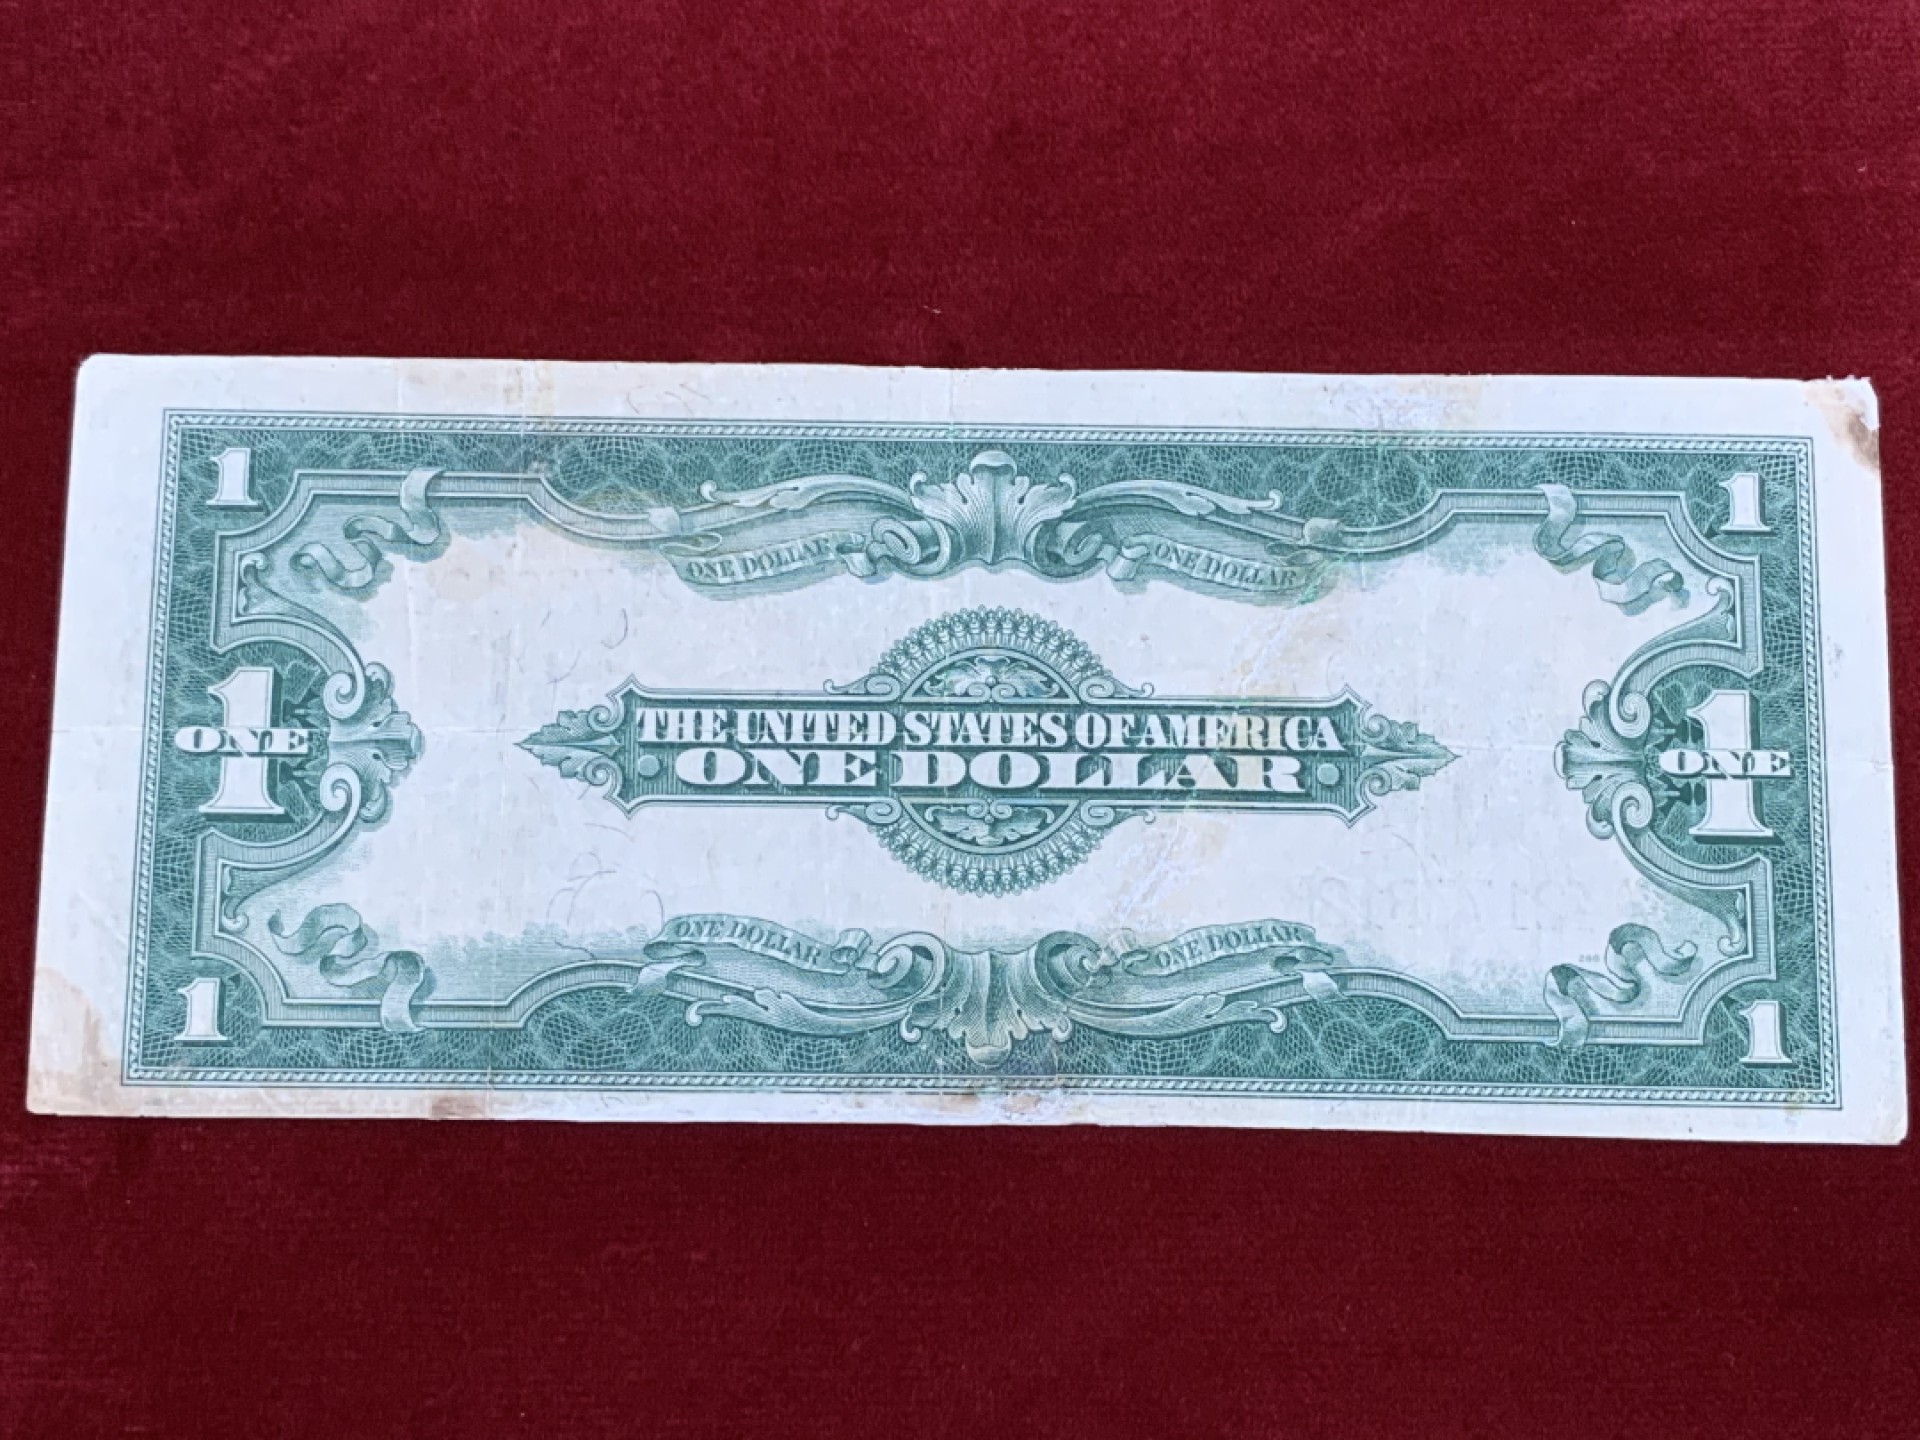 1 1
ONE DOLLAR ONE DOLLAR
THE UNITED STATES OF AMERICA
1 ONE 1 ONE
ONE DOLLAR
ONE DOLLAR ONE DOLLAR
1 1